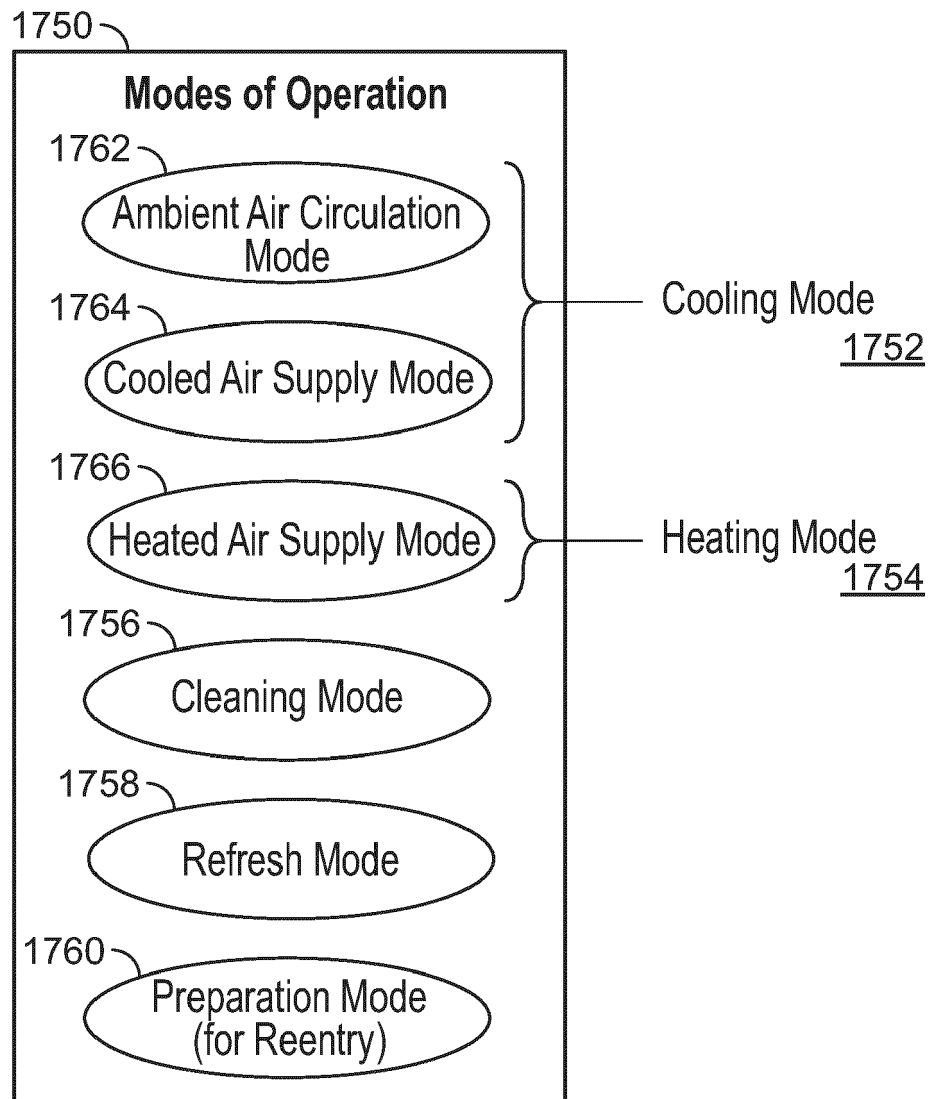 1750
Modes of Operation
1762
Ambient Air Circulation
Mode
1764
Cooled Air Supply Mode
Cooling Mode
1752
1766
Heated Air Supply Mode
Heating Mode
1754
1756
Cleaning Mode
1758
Refresh Mode
1760
Preparation Mode
(for Reentry)